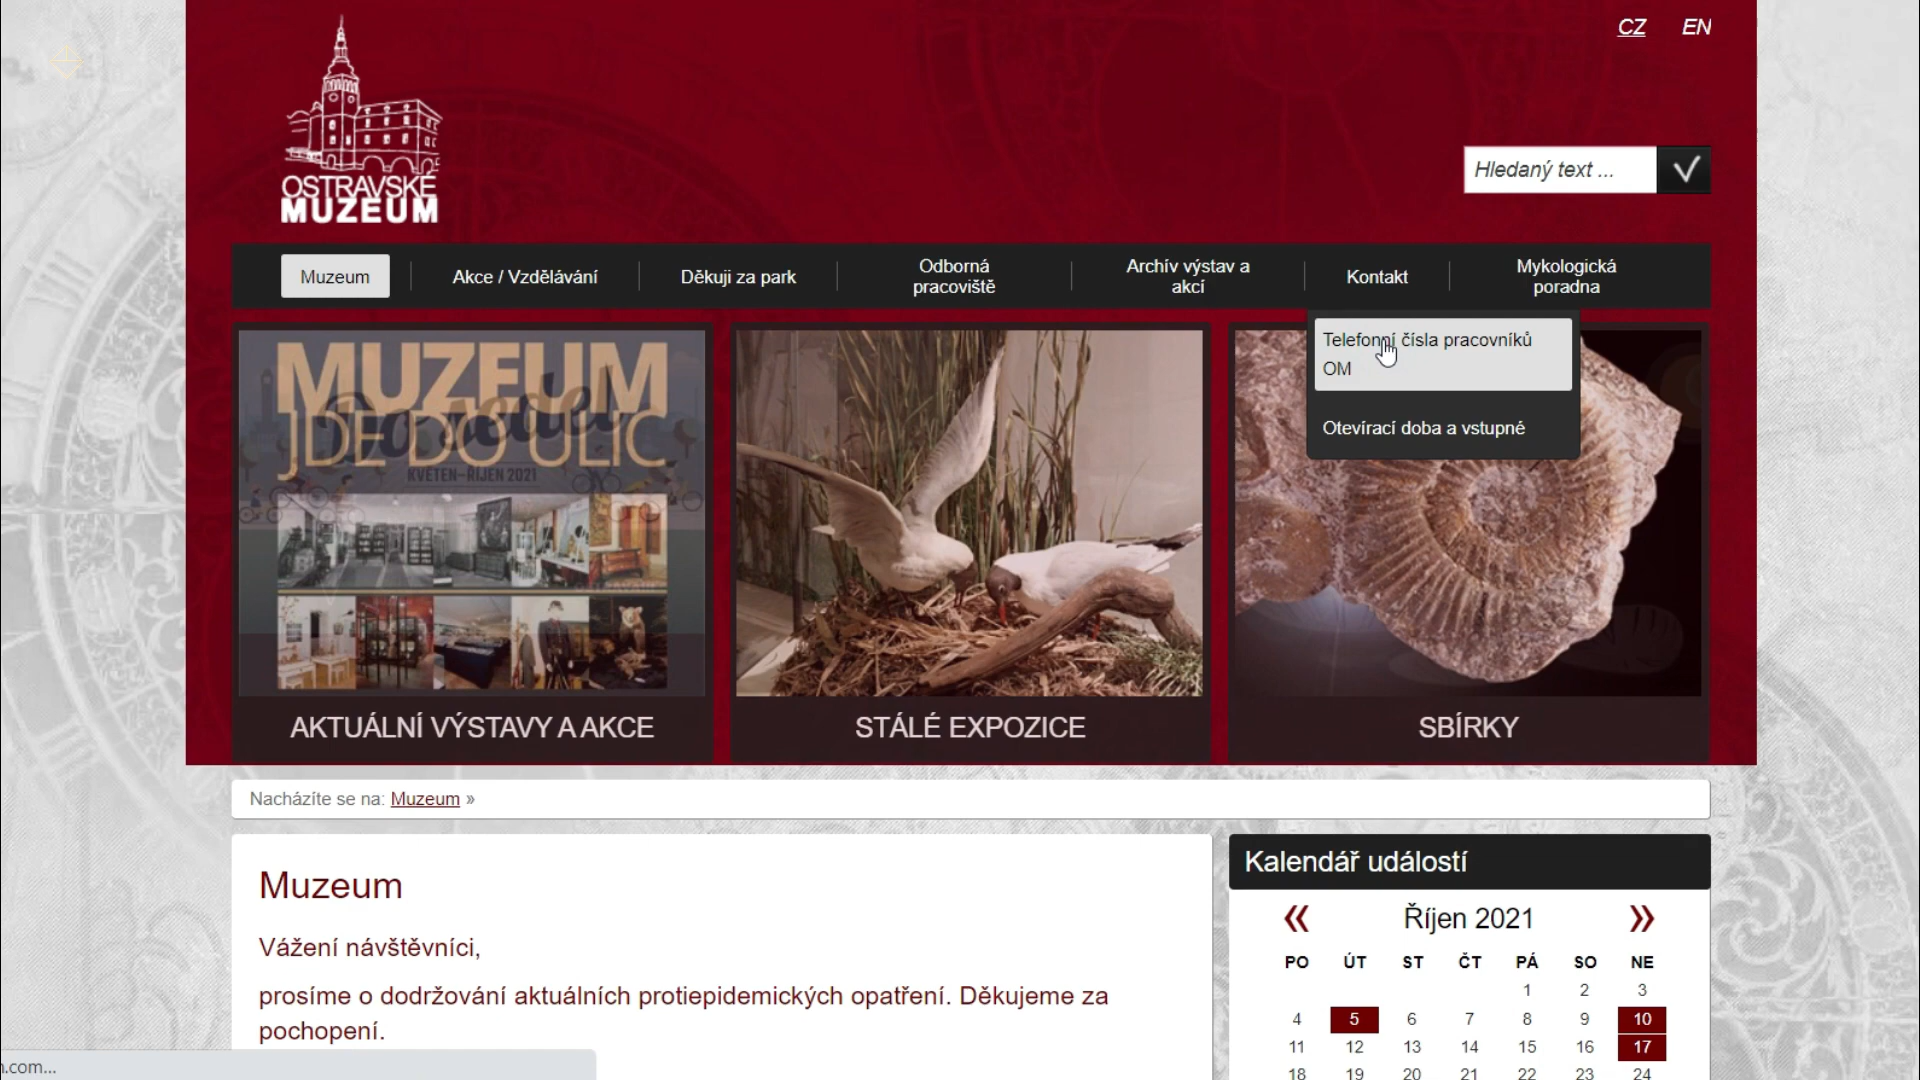 CZ EN
OSTRAVSKÉ
MUZEUM
Hledaný text ...
Muzeum
Akce / Vzdělávání
Děkuji za park
Odborná
pracoviště
Archív výstav a
akcí
Kontakt
Mykologická
poradna
Telefonní čísla pracovníků
OM
Otevírací doba a vstupné
MUZEUM
JDE DO ULIC
KVĚTEN–ŘÍJEN 2021
AKTUÁLNÍ VÝSTAVY A AKCE
STÁLÉ EXPOZICE
SBÍRKY
Nacházíte se na: Muzeum »
Muzeum
Vážení návštěvníci,
prosíme o dodržování aktuálních protiepidemických opatření. Děkujeme za
pochopení.
Kalendář událostí
« Říjen 2021 »
PO ÚT ST ČT PÁ SO NE
1 2 3
4 5 6 7 8 9 10
11 12 13 14 15 16 17
18 19 20 21 22 23 24
.com...